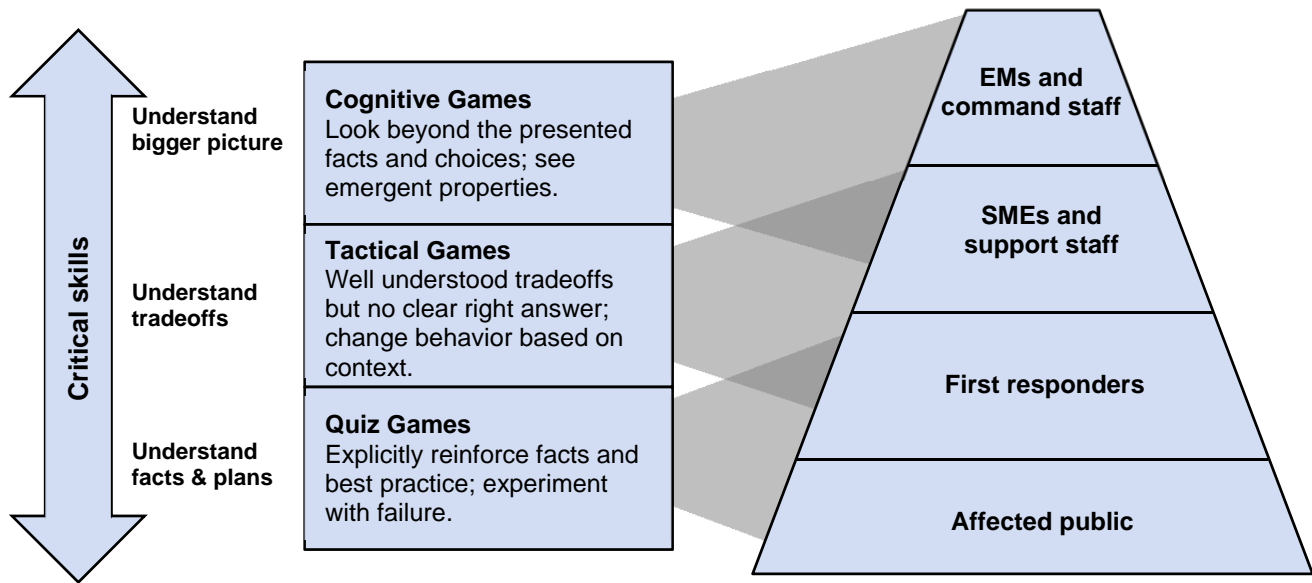 Critical skills
Understand
bigger picture
Understand
tradeoffs
Understand
facts & plans
Cognitive Games
Look beyond the presented
facts and choices; see
emergent properties.
Tactical Games
Well understood tradeoffs
but no clear right answer;
change behavior based on
context.
Quiz Games
Explicitly reinforce facts and
best practice; experiment
with failure.
EMs and
command staff
SMEs and
support staff
First responders
Affected public